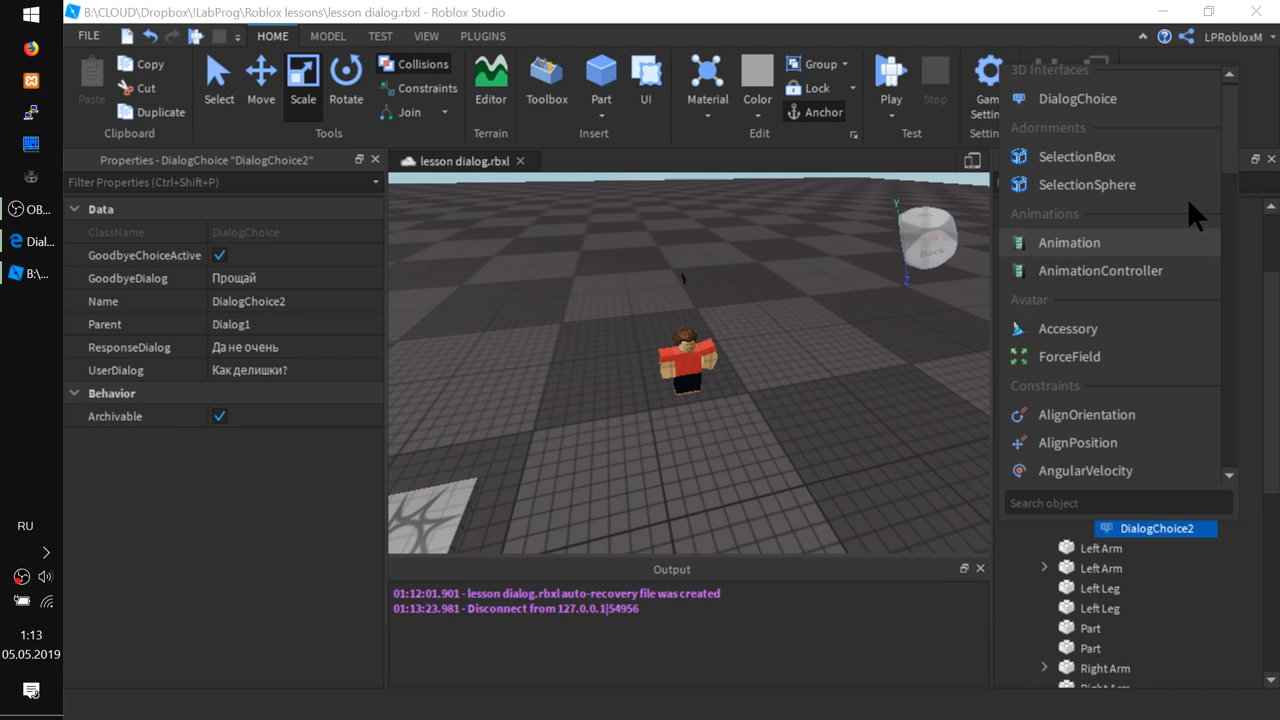 B:\CLOUD\Dropbox\!LabProg\Roblox lessons\lesson dialog.rbxl - Roblox Studio
FILE HOME MODEL TEST VIEW PLUGINS LPRobloxM
Paste Copy Cut Duplicate
Clipboard
Select Move Scale Rotate Collisions Constraints Join
Tools
Editor
Terrain
Toolbox Part UI
Insert
Material Color Group Lock Anchor
Edit
Play Stop
Test
Gam
Settin
Settin
Properties - DialogChoice "DialogChoice2"
Filter Properties (Ctrl+Shift+P)
Data
ClassName DialogChoice
GoodbyeChoiceActive
GoodbyeDialog Прощай
Name DialogChoice2
Parent Dialog1
ResponseDialog Да не очень
UserDialog Как делишки?
Behavior
Archivable
lesson dialog.rbxl
Y
Back
Z
Output
01:12:01.901 - lesson dialog.rbxl auto-recovery file was created
01:13:23.981 - Disconnect from 127.0.0.1|54956
3D Interfaces
DialogChoice
Adornments
SelectionBox
SelectionSphere
Animations
Animation
AnimationController
Avatar
Accessory
ForceField
Constraints
AlignOrientation
AlignPosition
AngularVelocity
Search object
DialogChoice2
Left Arm
Left Arm
Left Leg
Left Leg
Part
Part
Right Arm
OB...
Dial...
B:\...
RU
1:13
05.05.2019